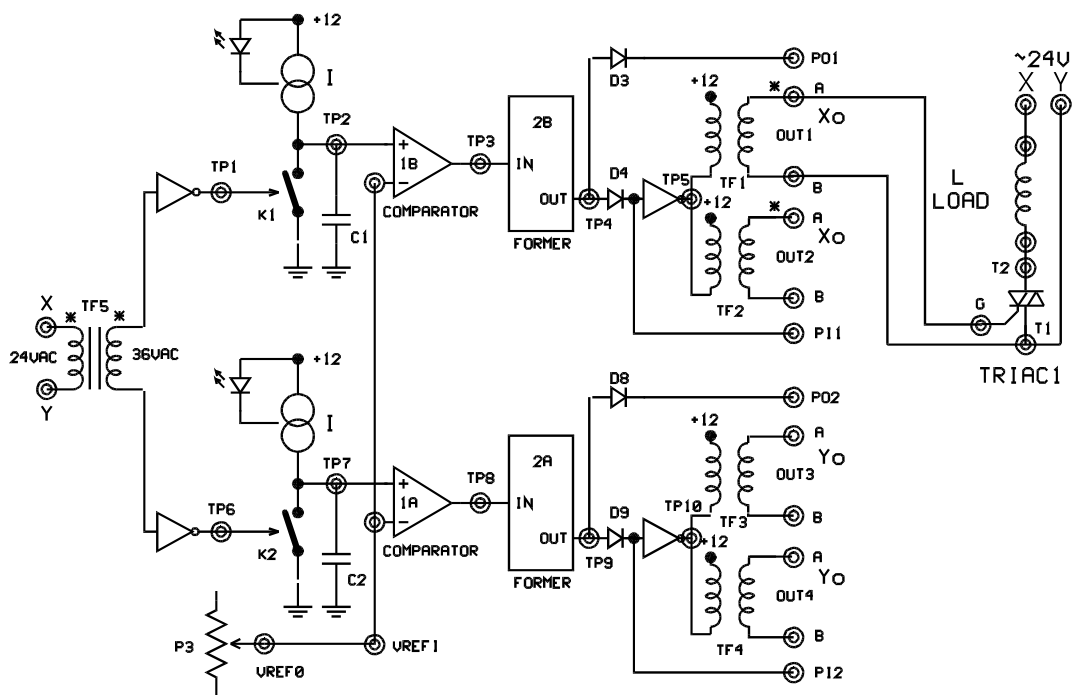 +12
I
TP2
TP1
K1
C1
+
1B
-
COMPARATOR
TP3
2B
IN
OUT
FORMER
TP4
D3
D4
PO1
+12
*
A
Xo
OUT1
TP5
TF1
B
+12
*
A
Xo
OUT2
TF2
B
PI1
~24V
X
Y
L
LOAD
T2
G
T1
TRIAC1
X
TF5
*
*
24VAC
36VAC
Y
+12
I
TP7
TP6
K2
C2
+
1A
-
COMPARATOR
TP8
2A
IN
OUT
FORMER
TP9
D8
D9
PO2
+12
A
Yo
OUT3
TP10
TF3
B
+12
A
Yo
OUT4
TF4
B
PI2
P3
VREF0
VREF1